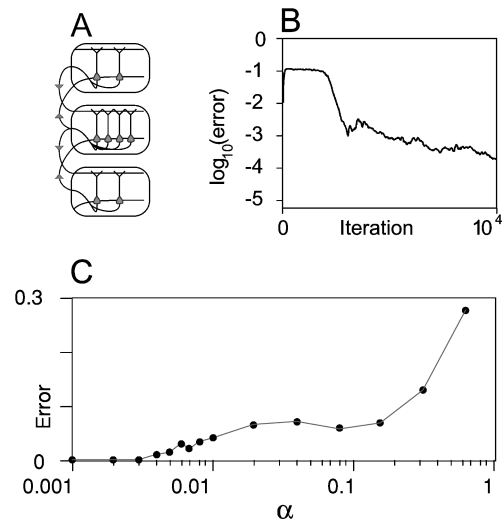 A
B
0
-1
-2
-3
-4
-5
log10(error)
0
Iteration
10^4
C
0.3
Error
0
0.001
0.01
0.1
1
α